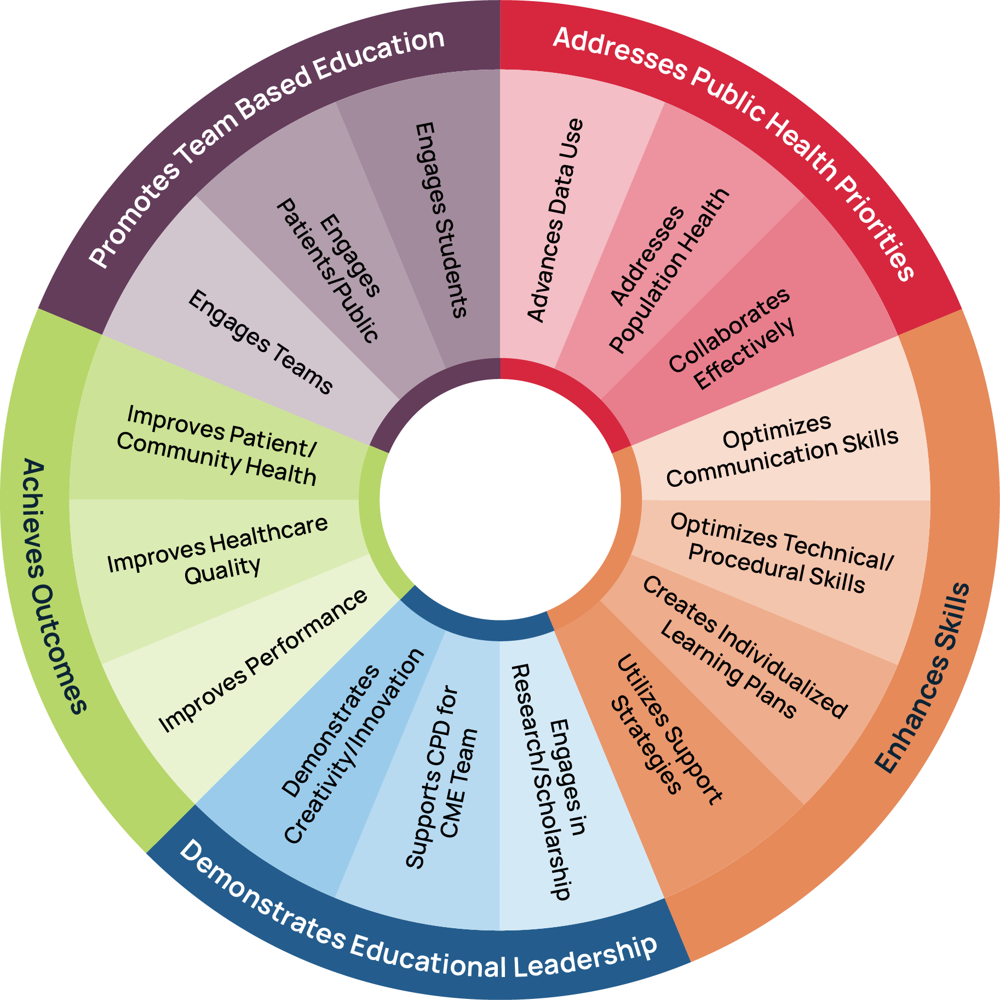 Addresses Public Health Priorities
Advances Data Use
Addresses
Population Health
Collaborates
Effectively
Enhances Skills
Optimizes
Communication Skills
Optimizes Technical/
Procedural Skills
Creates Individualized
Learning Plans
Utilizes Support
Strategies
Demonstrates Educational Leadership
Engages in
Research/Scholarship
Supports CPD for
CME Team
Demonstrates
Creativity/Innovation
Achieves Outcomes
Improves Performance
Improves Healthcare
Quality
Improves Patient/
Community Health
Promotes Team Based Education
Engages Teams
Engages
Patients/Public
Engages Students